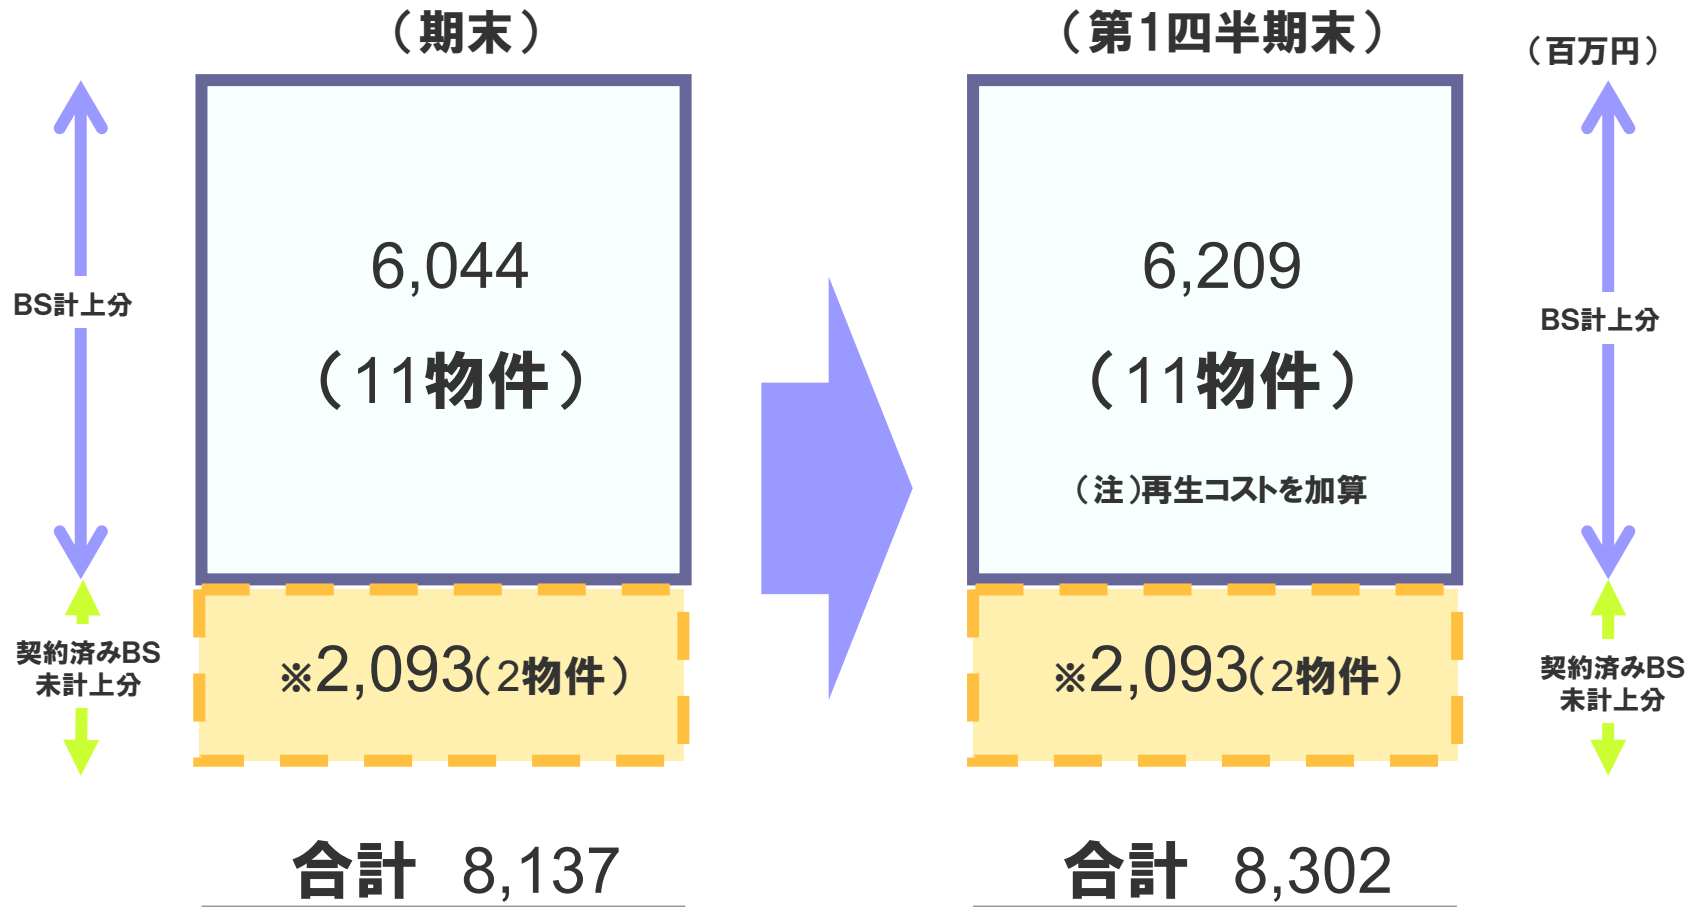 （期末）
（第1四半期末）
（百万円）
BS計上分
6,044
（11物件）
6,209
（11物件）
（注）再生コストを加算
BS計上分
契約済みBS
未計上分
※2,093（2物件）
※2,093（2物件）
契約済みBS
未計上分
合計 8,137
合計 8,302